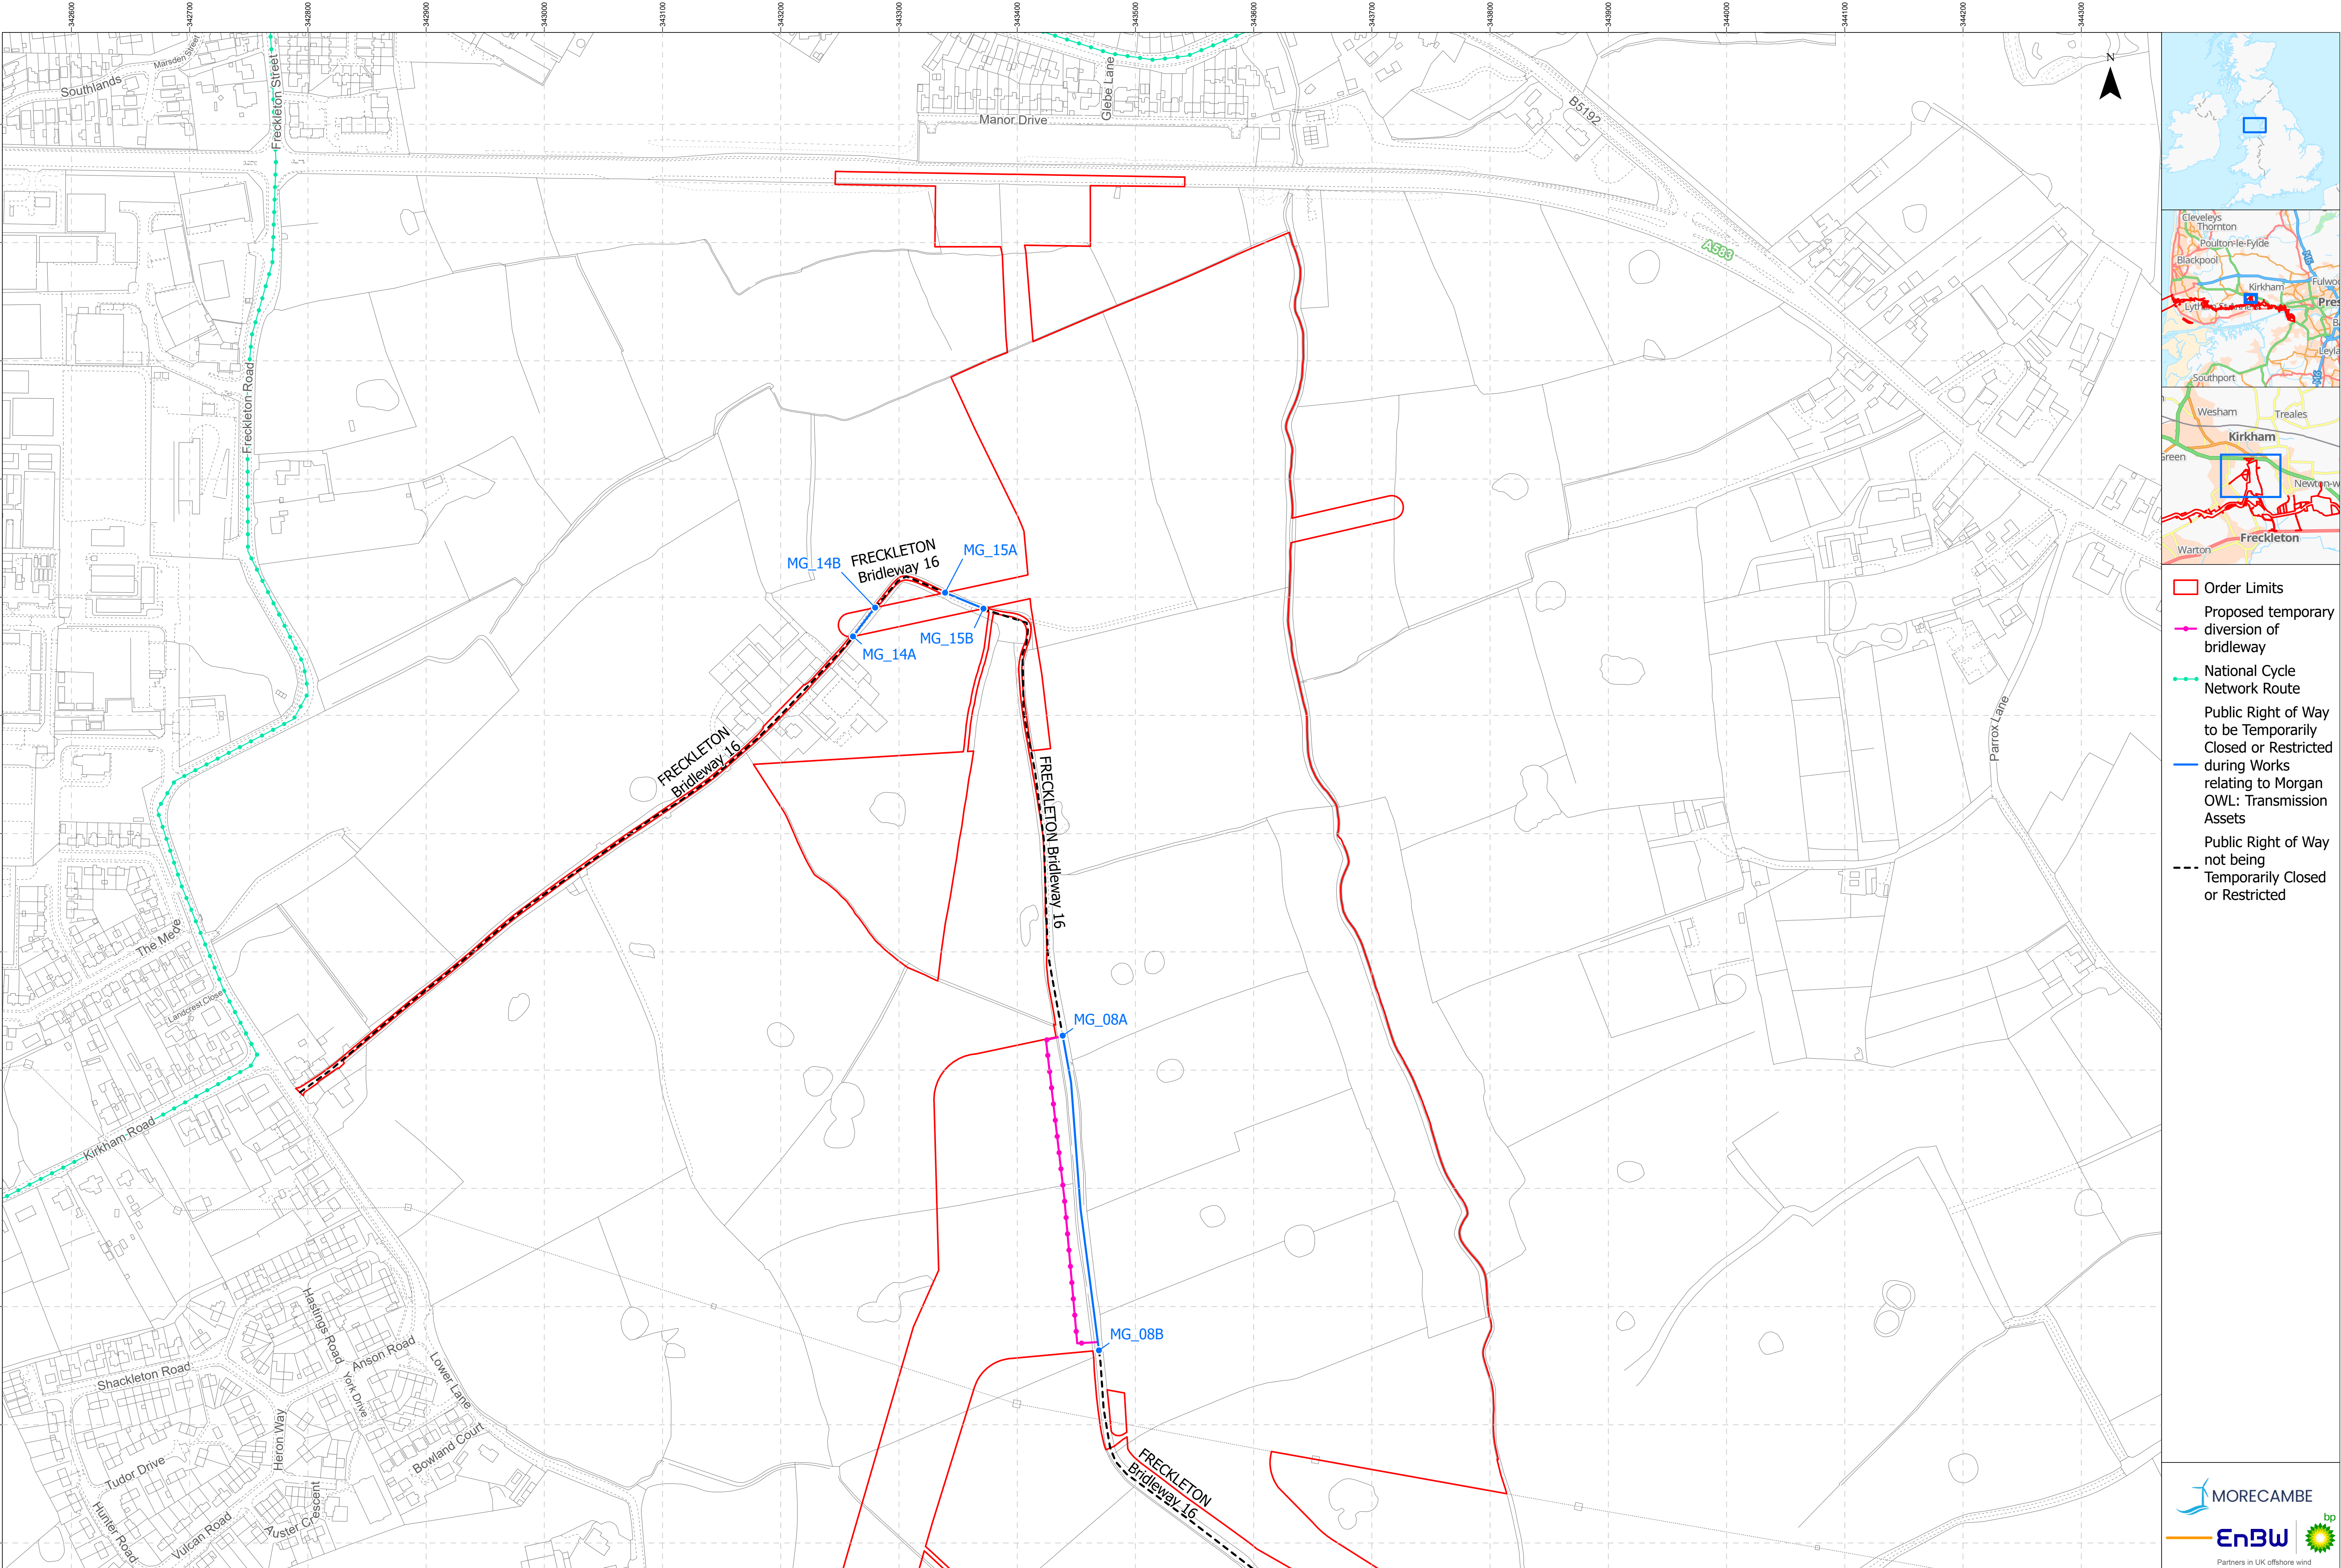 342600
342700
342800
342900
343000
343100
343200
343300
343400
343500
343600
343700
343800
343900
344000
344100
344200
344300
Marsden Street
Southlands
Freckleton Street
Glebe Lane
Manor Drive
B5192
N
A583
Freckleton Road
MG_14B
FRECKLETON
Bridleway 16
MG_15A
MG_15B
MG_14A
FRECKLETON
Bridleway 16
FRECKLETON Bridleway 16
Parrox Lane
The Mede
Landcrest Close
Kirkham Road
MG_08A
MG_08B
Hastings Road
Anson Road
Shackleton Road
York Drive
Lower Lane
Heron Way
Bowland Court
Tudor Drive
Hunter Road
Vulcan Road
Auster Crescent
FRECKLETON
Bridleway 16
Cleveleys
Thornton
Poulton-le-Fylde
Blackpool
M6
Kirkham
Fulwoo
Pres
Leyla
Southport
Wesham
Treales
Kirkham
Green
Newton-w
Freckleton
Warton
Order Limits
Proposed temporary
diversion of
bridleway
National Cycle
Network Route
Public Right of Way
to be Temporarily
Closed or Restricted
during Works
relating to Morgan
OWL: Transmission
Assets
Public Right of Way
not being
Temporarily Closed
or Restricted
MORECAMBE
EnBW
bp
Partners in UK offshore wind